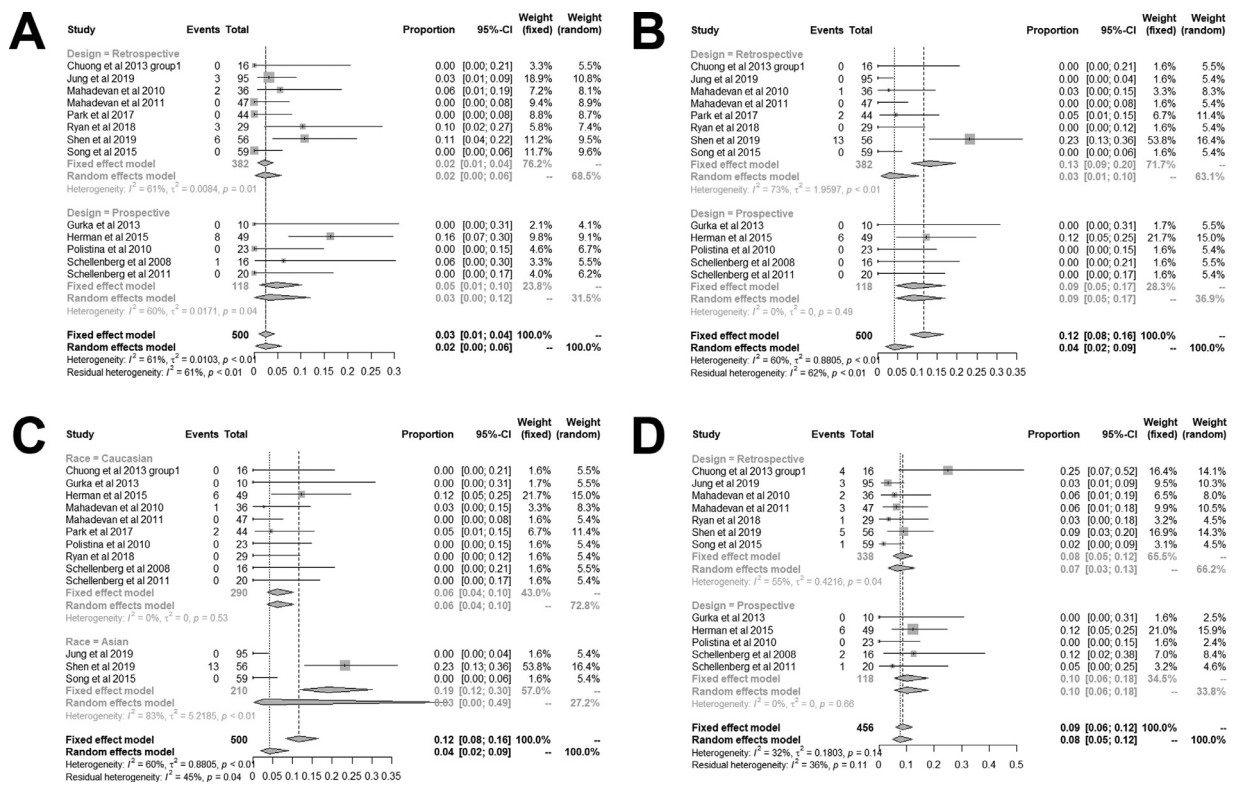 A
Weight Weight
Study Events Total Proportion 95%-CI (fixed) (random)
Design = Retrospective
Chuong et al 2013 group1 0 16 0.00 [0.00; 0.21] 3.3% 5.5%
Jung et al 2019 3 95 0.03 [0.01; 0.09] 18.9% 10.8%
Mahadevan et al 2010 2 36 0.06 [0.01; 0.19] 7.2% 8.1%
Mahadevan et al 2011 0 47 0.00 [0.00; 0.08] 9.4% 8.9%
Park et al 2017 0 44 0.00 [0.00; 0.08] 8.8% 8.7%
Ryan et al 2018 3 29 0.10 [0.02; 0.27] 5.8% 7.4%
Shen et al 2019 6 56 0.11 [0.04; 0.22] 11.2% 9.5%
Song et al 2015 0 59 0.00 [0.00; 0.06] 11.7% 9.6%
Fixed effect model 382 0.02 [0.01; 0.04] 76.2% --
Random effects model 0.02 [0.00; 0.06] -- 68.5%
Heterogeneity: I² = 61%, τ² = 0.0084, p = 0.01
Design = Prospective
Gurka et al 2013 0 10 0.00 [0.00; 0.31] 2.1% 4.1%
Herman et al 2015 8 49 0.16 [0.07; 0.30] 9.8% 9.1%
Polistina et al 2010 0 23 0.00 [0.00; 0.15] 4.6% 6.7%
Schellenberg et al 2008 1 16 0.06 [0.00; 0.30] 3.3% 5.5%
Schellenberg et al 2011 0 20 0.00 [0.00; 0.17] 4.0% 6.2%
Fixed effect model 118 0.05 [0.01; 0.10] 23.8% --
Random effects model 0.03 [0.00; 0.12] -- 31.5%
Heterogeneity: I² = 60%, τ² = 0.0171, p = 0.04
Fixed effect model 500 0.03 [0.01; 0.04] 100.0% --
Random effects model 0.02 [0.00; 0.06] -- 100.0%
Heterogeneity: I² = 61%, τ² = 0.0103, p < 0.01
Residual heterogeneity: I² = 61%, p < 0.01
0 0.05 0.1 0.15 0.2 0.25 0.3
B
Weight Weight
Study Events Total Proportion 95%-CI (fixed) (random)
Design = Retrospective
Chuong et al 2013 group1 0 16 0.00 [0.00; 0.21] 1.6% 5.5%
Jung et al 2019 0 95 0.00 [0.00; 0.04] 1.6% 5.4%
Mahadevan et al 2010 1 36 0.03 [0.00; 0.15] 3.3% 8.3%
Mahadevan et al 2011 0 47 0.00 [0.00; 0.08] 1.6% 5.4%
Park et al 2017 2 44 0.05 [0.01; 0.15] 6.7% 11.4%
Ryan et al 2018 0 29 0.00 [0.00; 0.12] 1.6% 5.4%
Shen et al 2019 13 56 0.23 [0.13; 0.36] 53.8% 16.4%
Song et al 2015 0 59 0.00 [0.00; 0.06] 1.6% 5.4%
Fixed effect model 382 0.13 [0.09; 0.20] 71.7% --
Random effects model 0.03 [0.01; 0.10] -- 63.1%
Heterogeneity: I² = 73%, τ² = 1.9597, p < 0.01
Design = Prospective
Gurka et al 2013 0 10 0.00 [0.00; 0.31] 1.7% 5.5%
Herman et al 2015 6 49 0.12 [0.05; 0.25] 21.7% 15.0%
Polistina et al 2010 0 23 0.00 [0.00; 0.15] 1.6% 5.4%
Schellenberg et al 2008 0 16 0.00 [0.00; 0.21] 1.6% 5.5%
Schellenberg et al 2011 0 20 0.00 [0.00; 0.17] 1.6% 5.4%
Fixed effect model 118 0.09 [0.05; 0.17] 28.3% --
Random effects model 0.09 [0.05; 0.17] -- 36.9%
Heterogeneity: I² = 0%, τ² = 0, p = 0.49
Fixed effect model 500 0.12 [0.08; 0.16] 100.0% --
Random effects model 0.04 [0.02; 0.09] -- 100.0%
Heterogeneity: I² = 60%, τ² = 0.8805, p < 0.01
Residual heterogeneity: I² = 62%, p < 0.01
0 0.05 0.1 0.15 0.2 0.25 0.3 0.35
C
Weight Weight
Study Events Total Proportion 95%-CI (fixed) (random)
Race = Caucasian
Chuong et al 2013 group1 0 16 0.00 [0.00; 0.21] 1.6% 5.5%
Gurka et al 2013 0 10 0.00 [0.00; 0.31] 1.7% 5.5%
Herman et al 2015 6 49 0.12 [0.05; 0.25] 21.7% 15.0%
Mahadevan et al 2010 1 36 0.03 [0.00; 0.15] 3.3% 8.3%
Mahadevan et al 2011 0 47 0.00 [0.00; 0.08] 1.6% 5.4%
Park et al 2017 2 44 0.05 [0.01; 0.15] 6.7% 11.4%
Polistina et al 2010 0 23 0.00 [0.00; 0.15] 1.6% 5.4%
Ryan et al 2018 0 29 0.00 [0.00; 0.12] 1.6% 5.4%
Schellenberg et al 2008 0 16 0.00 [0.00; 0.21] 1.6% 5.5%
Schellenberg et al 2011 0 20 0.00 [0.00; 0.17] 1.6% 5.4%
Fixed effect model 290 0.06 [0.04; 0.10] 43.0% --
Random effects model 0.06 [0.04; 0.10] -- 72.8%
Heterogeneity: I² = 0%, τ² = 0, p = 0.53
Race = Asian
Jung et al 2019 0 95 0.00 [0.00; 0.04] 1.6% 5.4%
Shen et al 2019 13 56 0.23 [0.13; 0.36] 53.8% 16.4%
Song et al 2015 0 59 0.00 [0.00; 0.06] 1.6% 5.4%
Fixed effect model 210 0.19 [0.12; 0.30] 57.0% --
Random effects model 0.03 [0.00; 0.49] -- 27.2%
Heterogeneity: I² = 83%, τ² = 5.2185, p < 0.01
Fixed effect model 500 0.12 [0.08; 0.16] 100.0% --
Random effects model 0.04 [0.02; 0.09] -- 100.0%
Heterogeneity: I² = 60%, τ² = 0.8805, p < 0.01
Residual heterogeneity: I² = 45%, p = 0.04
0 0.05 0.1 0.15 0.2 0.25 0.3 0.35
D
Weight Weight
Study Events Total Proportion 95%-CI (fixed) (random)
Design = Retrospective
Chuong et al 2013 group1 4 16 0.25 [0.07; 0.52] 16.4% 14.1%
Jung et al 2019 3 95 0.03 [0.01; 0.09] 9.5% 10.3%
Mahadevan et al 2010 2 36 0.06 [0.01; 0.19] 6.5% 8.0%
Mahadevan et al 2011 3 47 0.06 [0.01; 0.18] 9.9% 10.5%
Ryan et al 2018 1 29 0.03 [0.00; 0.18] 3.2% 4.5%
Shen et al 2019 5 56 0.09 [0.03; 0.20] 16.9% 14.3%
Song et al 2015 1 59 0.02 [0.00; 0.09] 3.1% 4.5%
Fixed effect model 338 0.08 [0.05; 0.12] 65.5% --
Random effects model 0.07 [0.03; 0.13] -- 66.2%
Heterogeneity: I² = 55%, τ² = 0.4216, p = 0.04
Design = Prospective
Gurka et al 2013 0 10 0.00 [0.00; 0.31] 1.6% 2.5%
Herman et al 2015 6 49 0.12 [0.05; 0.25] 21.0% 15.9%
Polistina et al 2010 0 23 0.00 [0.00; 0.15] 1.6% 2.4%
Schellenberg et al 2008 2 16 0.12 [0.02; 0.38] 7.0% 8.4%
Schellenberg et al 2011 1 20 0.05 [0.00; 0.25] 3.2% 4.6%
Fixed effect model 118 0.10 [0.06; 0.18] 34.5% --
Random effects model 0.10 [0.06; 0.18] -- 33.8%
Heterogeneity: I² = 0%, τ² = 0, p = 0.66
Fixed effect model 456 0.09 [0.06; 0.12] 100.0% --
Random effects model 0.08 [0.05; 0.12] -- 100.0%
Heterogeneity: I² = 32%, τ² = 0.1803, p = 0.14
Residual heterogeneity: I² = 36%, p = 0.11
0 0.1 0.2 0.3 0.4 0.5